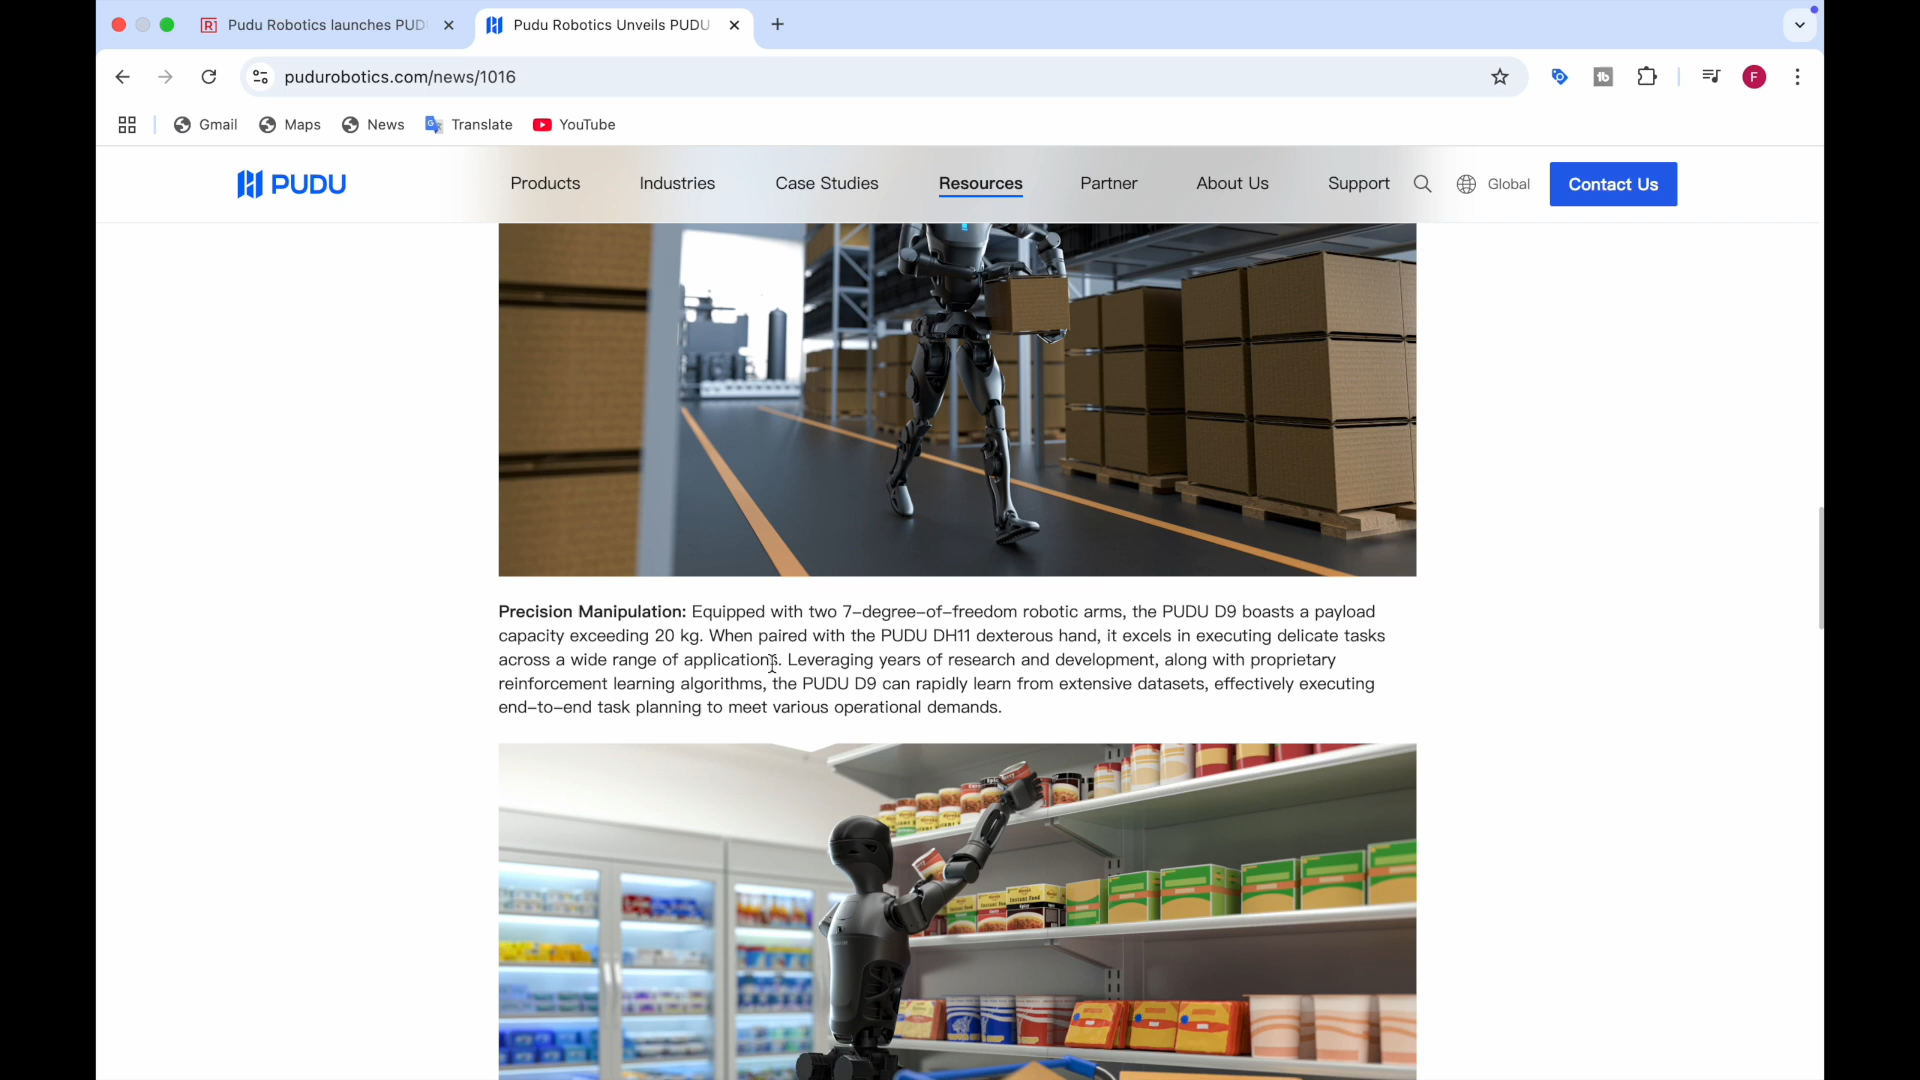 Pudu Robotics launches PUD
Pudu Robotics Unveils PUDU
pudurobotics.com/news/1016
F
Gmail
Maps
News
Translate
YouTube
PUDU
Products
Industries
Case Studies
Resources
Partner
About Us
Support
Global
Contact Us
Precision Manipulation: Equipped with two 7-degree-of-freedom robotic arms, the PUDU D9 boasts a payload
capacity exceeding 20 kg. When paired with the PUDU DH11 dexterous hand, it excels in executing delicate tasks
across a wide range of applications. Leveraging years of research and development, along with proprietary
reinforcement learning algorithms, the PUDU D9 can rapidly learn from extensive datasets, effectively executing
end-to-end task planning to meet various operational demands.